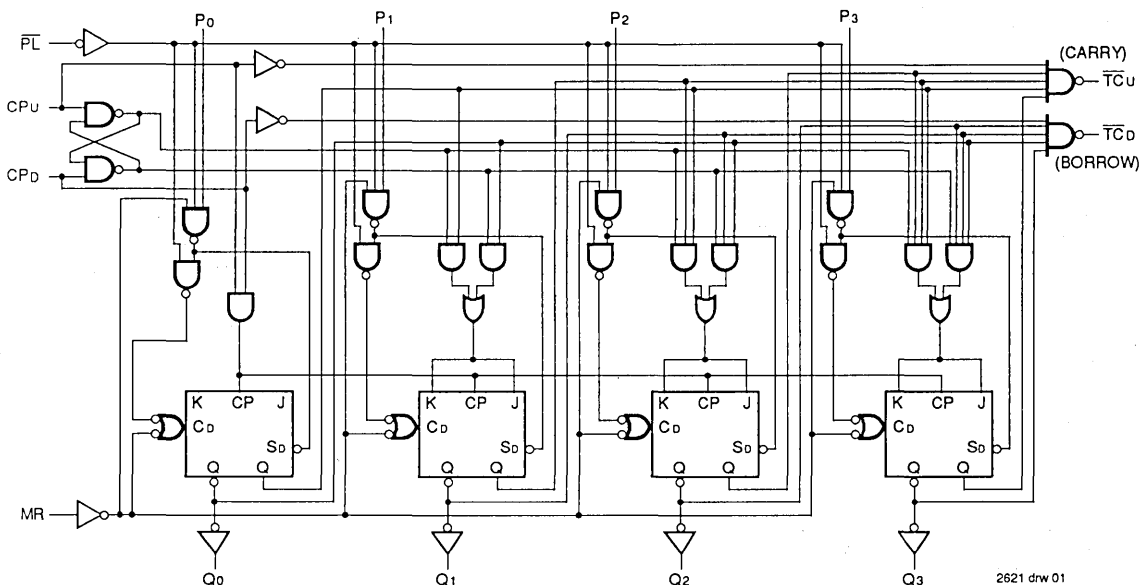 P0 P1 P2 P3
PL
(CARRY)
TCU
CPU
TCD
(BORROW)
CPD
K CP J
CD
SD
Q Q
K CP J
CD
SD
Q Q
K CP J
CD
SD
Q Q
K CP J
CD
SD
Q Q
MR
Q0 Q1 Q2 Q3
2621 drw 01